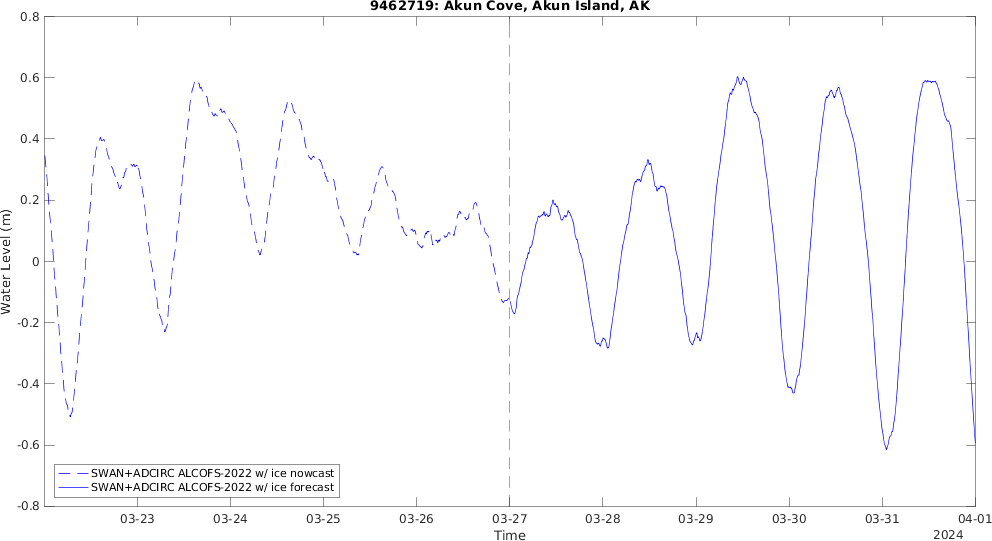 9462719: Akun Cove, Akun Island, AK
Water Level (m)
0.8
0.6
0.4
0.2
0
-0.2
-0.4
-0.6
-0.8
SWAN+ADCIRC ALCOFS-2022 w/ ice nowcast
SWAN+ADCIRC ALCOFS-2022 w/ ice forecast
03-23 03-24 03-25 03-26 03-27 03-28 03-29 03-30 03-31 04-01
Time
2024